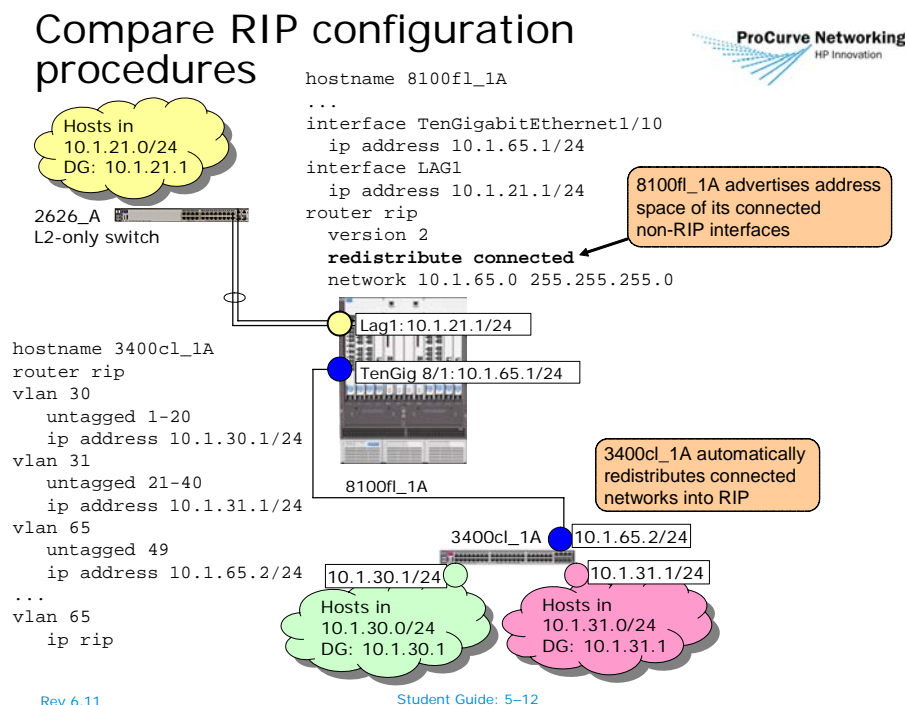 Compare RIP configuration
procedures
ProCurve Networking
HP Innovation
hostname 8100fl_1A
...
interface TenGigabitEthernet1/10
ip address 10.1.65.1/24
interface LAG1
ip address 10.1.21.1/24
router rip
version 2
redistribute connected
network 10.1.65.0 255.255.255.0
Hosts in
10.1.21.0/24
DG: 10.1.21.1
2626_A
L2-only switch
8100fl_1A advertises address
space of its connected
non-RIP interfaces
Lag1:10.1.21.1/24
TenGig 8/1:10.1.65.1/24
hostname 3400cl_1A
router rip
vlan 30
untagged 1-20
ip address 10.1.30.1/24
vlan 31
untagged 21-40
ip address 10.1.31.1/24
vlan 65
untagged 49
ip address 10.1.65.2/24
...
vlan 65
ip rip
8100fl_1A
3400cl_1A automatically
redistributes connected
networks into RIP
3400cl_1A
10.1.65.2/24
10.1.30.1/24
10.1.31.1/24
Hosts in
10.1.30.0/24
DG: 10.1.30.1
Hosts in
10.1.31.0/24
DG: 10.1.31.1
Rev 6.11
Student Guide: 5–12